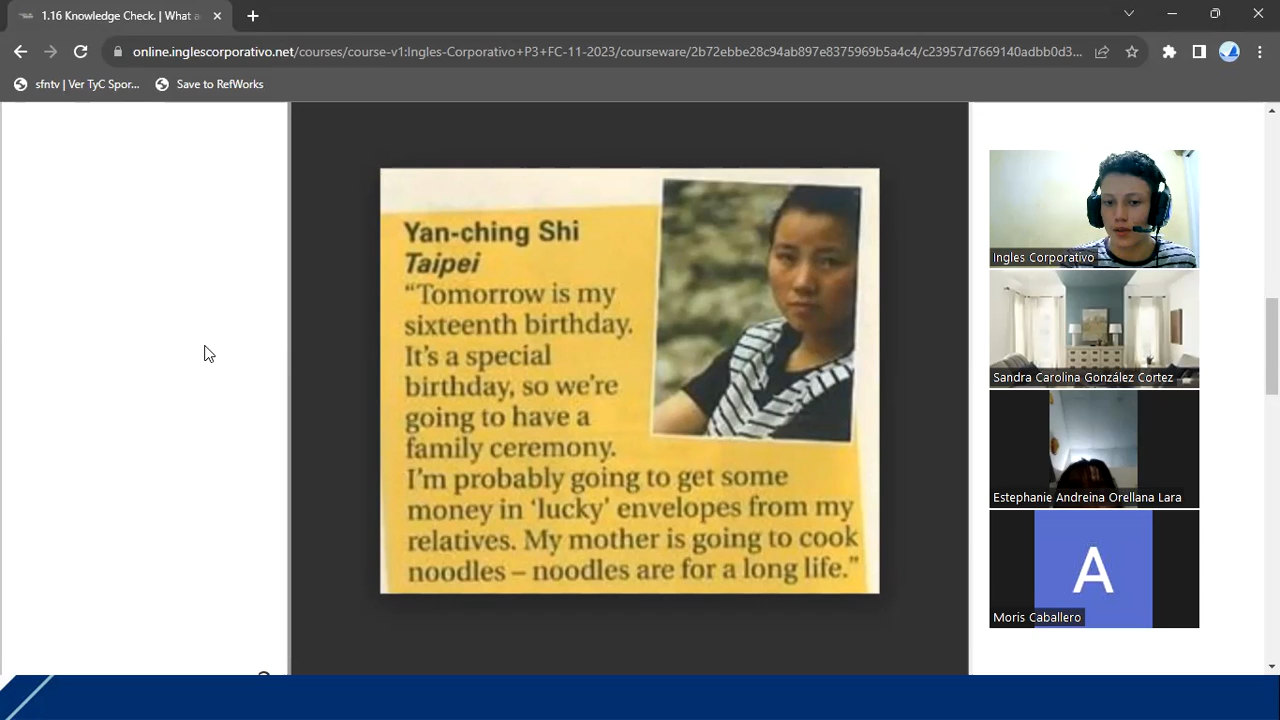 1.16 Knowledge Check. | What a
online.inglescorporativo.net/courses/course-v1:Ingles-Corporativo+P3+FC-11-2023/courseware/2b72ebbe28c94ab897e8375969b5a4c4/c23957d7669140adbb0d3...
sfntv | Ver TyC Spor...
Save to RefWorks
Yan-ching Shi
Taipei
“Tomorrow is my
sixteenth birthday.
It’s a special
birthday, so we’re
going to have a
family ceremony.
I’m probably going to get some
money in ‘lucky’ envelopes from my
relatives. My mother is going to cook
noodles – noodles are for a long life.”
Ingles Corporativo
Sandra Carolina González Cortez
Estephanie Andreina Orellana Lara
A
Moris Caballero